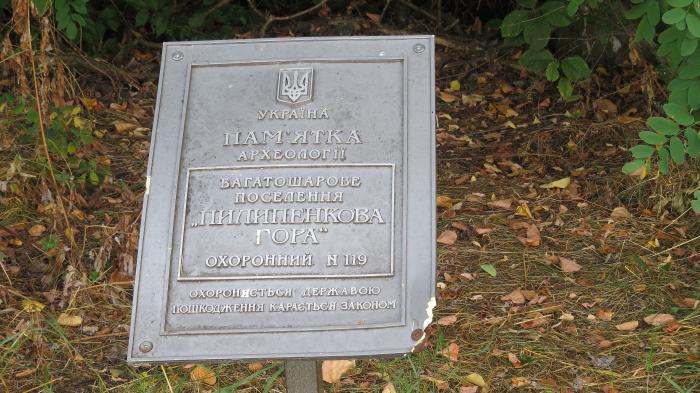 УКРАЇНА
ПАМ'ЯТКА
АРХЕОЛОГІЇ
БАГАТОШАРОВЕ
ПОСЕЛЕННЯ
„ПИЛИПЕНКОВА
ГОРА"
ОХОРОННИЙ N 119
ОХОРОНЯЄТЬСЯ ДЕРЖАВОЮ
ПОШКОДЖЕННЯ КАРАЄТЬСЯ ЗАКОНОМ